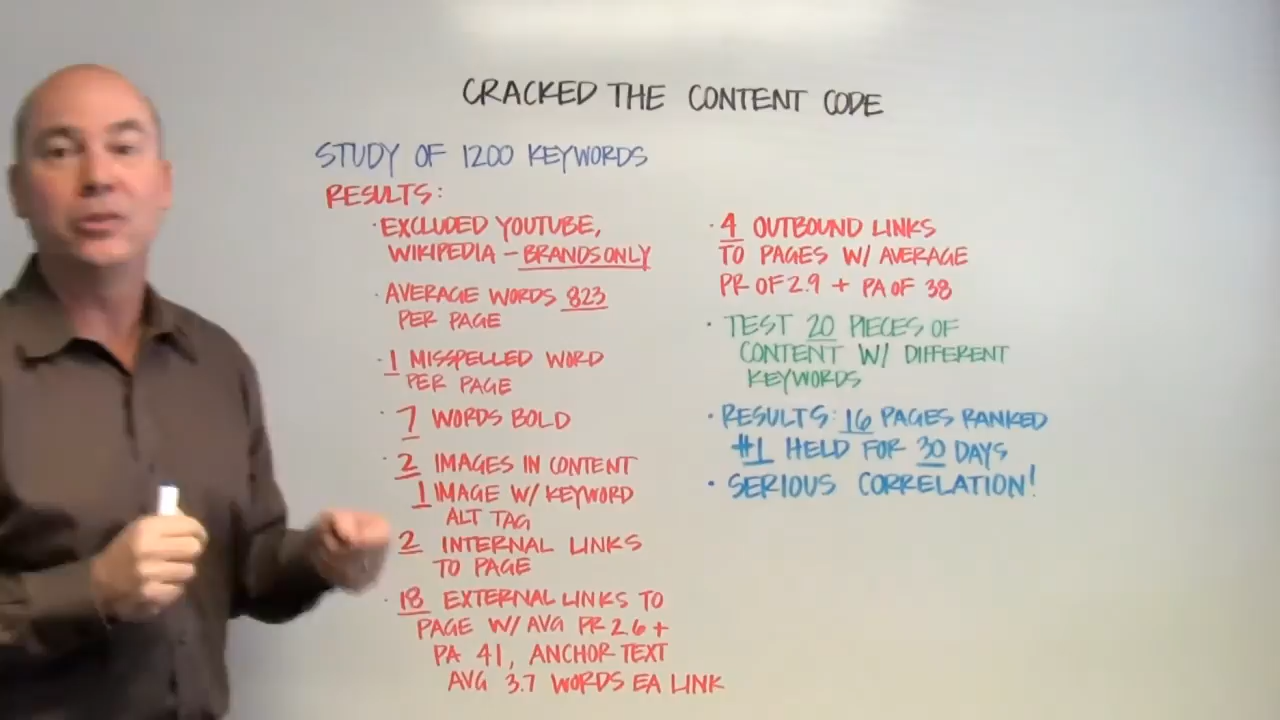 CRACKED THE CONTENT CODE
STUDY OF 1200 KEYWORDS
RESULTS:
· EXCLUDED YOUTUBE,
WIKIPEDIA – BRANDS ONLY
· AVERAGE WORDS 823
PER PAGE
· 1 MISSPELLED WORD
PER PAGE
· 7 WORDS BOLD
· 2 IMAGES IN CONTENT
1 IMAGE W/ KEYWORD
ALT TAG
2 INTERNAL LINKS
TO PAGE
· 18 EXTERNAL LINKS TO
PAGE W/ AVG PR 2.6 +
PA 41, ANCHOR TEXT
AVG 3.7 WORDS EA LINK
· 4 OUTBOUND LINKS
TO PAGES W/ AVERAGE
PR OF 2.9 + PA OF 38
· TEST 20 PIECES OF
CONTENT W/ DIFFERENT
KEYWORDS
· RESULTS: 16 PAGES RANKED
#1 HELD FOR 30 DAYS
· SERIOUS CORRELATION!